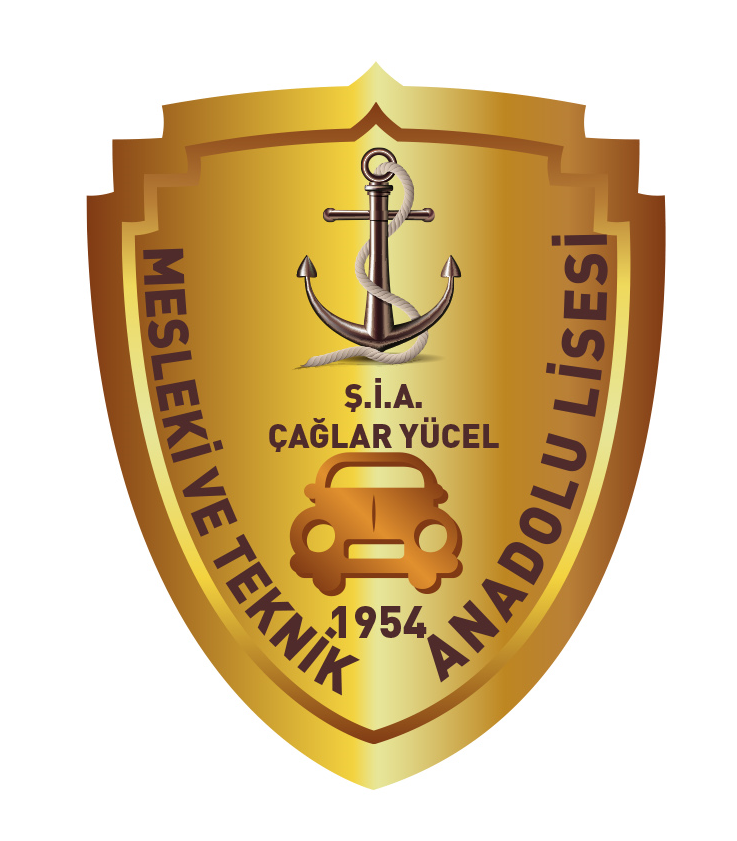 Ş.İ.A.
ÇAĞLAR YÜCEL
MESLEKİ VE TEKNİK
ANADOLU LİSESİ
1954